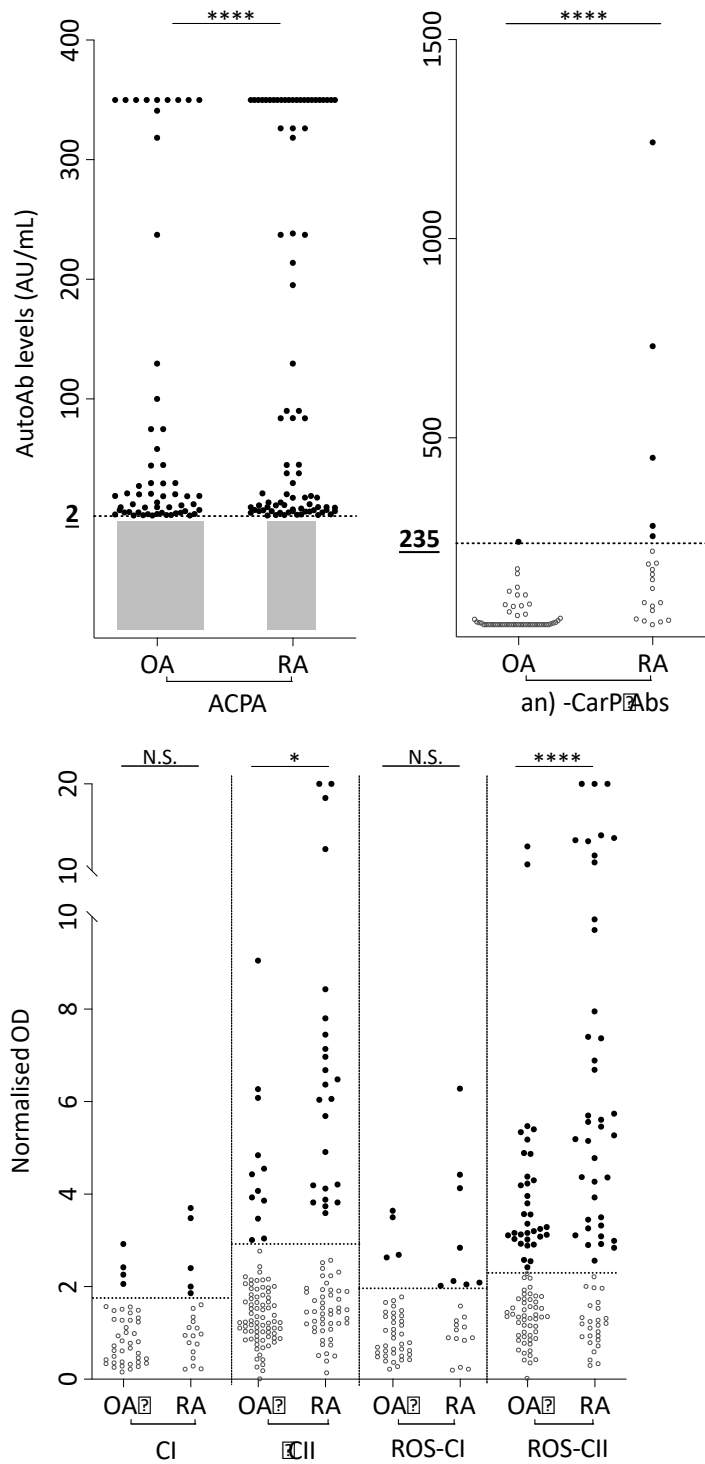 **** ****
400 1500
300
1000
AutoAb levels (AU/mL)
200
100 500
2 235
OA RA OA RA
ACPA an) -CarP�Abs
N.S. * N.S. ****
20
10
10
8
Normalised OD
6
4
2
0
OA� RA OA� RA OA� RA OA� RA
CI �CII ROS-CI ROS-CII